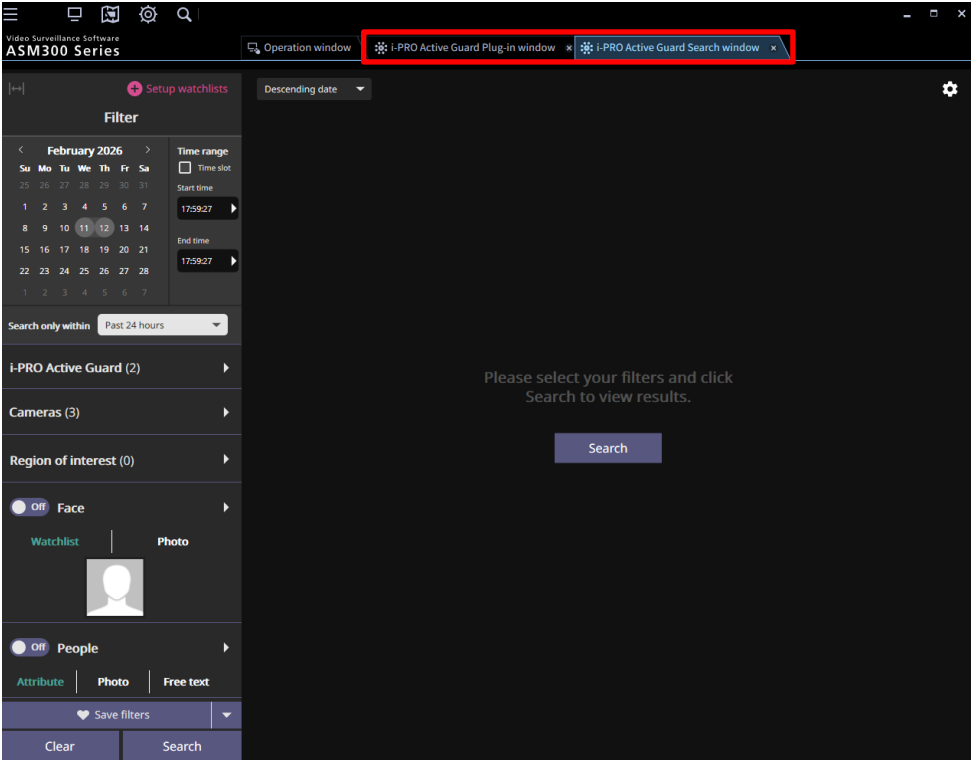 Video Surveillance Software
ASM300 Series
Operation window
i-PRO Active Guard Plug-in window
i-PRO Active Guard Search window
Setup watchlists
Descending date
Filter
February 2026
Su Mo Tu We Th Fr Sa
25 26 27 28 29 30 31
1 2 3 4 5 6 7
8 9 10 11 12 13 14
15 16 17 18 19 20 21
22 23 24 25 26 27 28
1 2 3 4 5 6 7
Time range
Time slot
Start time
17:59:27
End time
17:59:27
Search only within Past 24 hours
i-PRO Active Guard (2)
Cameras (3)
Region of interest (0)
Off Face
Watchlist Photo
Off People
Attribute Photo Free text
Save filters
Clear Search
Please select your filters and click
Search to view results.
Search